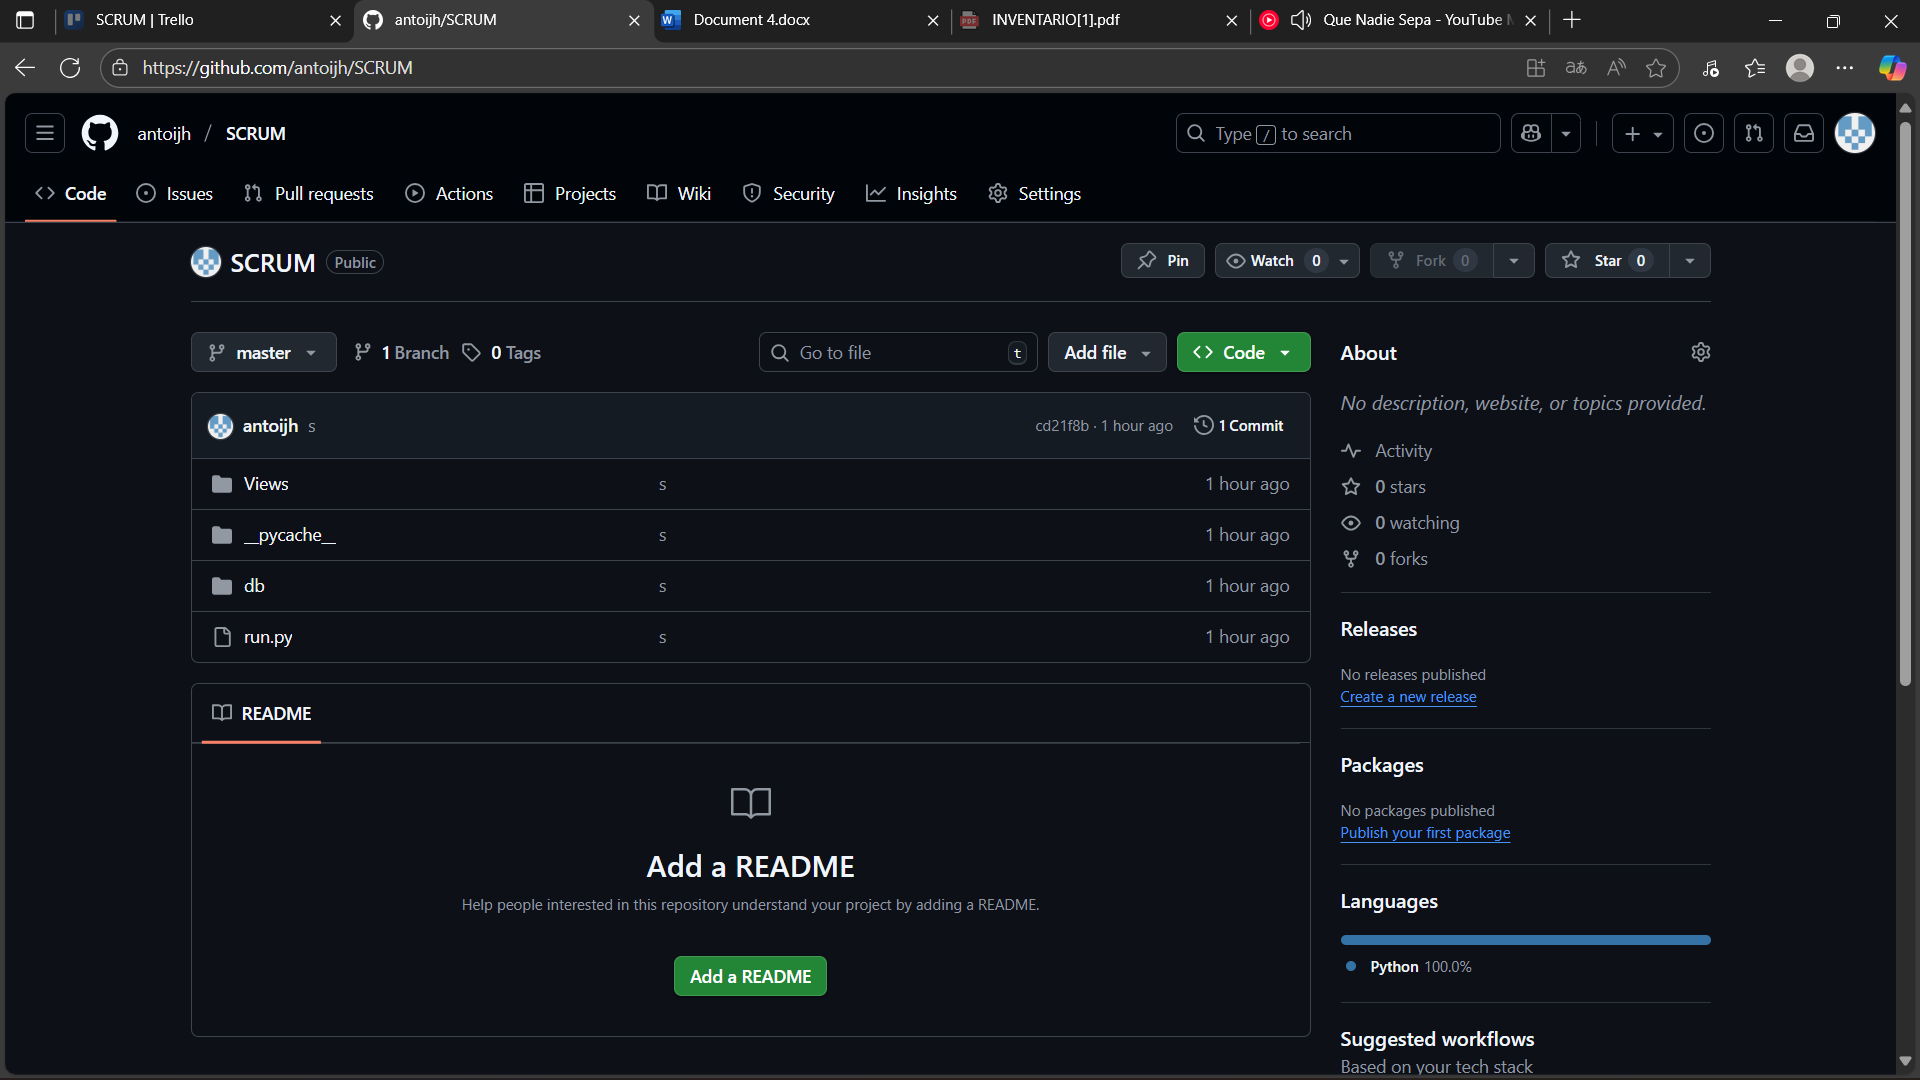 SCRUM | Trello
antoijh/SCRUM
Document 4.docx
INVENTARIO[1].pdf
Que Nadie Sepa - YouTube M
https://github.com/antoijh/SCRUM
antoijh / SCRUM
Type / to search
Code
Issues
Pull requests
Actions
Projects
Wiki
Security
Insights
Settings
SCRUM Public
Pin
Watch 0
Fork 0
Star 0
master
1 Branch
0 Tags
Go to file t
Add file
Code
antoijh s
cd21f8b · 1 hour ago
1 Commit
Views s 1 hour ago
__pycache__ s 1 hour ago
db s 1 hour ago
run.py s 1 hour ago
README
Add a README
Help people interested in this repository understand your project by adding a README.
Add a README
About
No description, website, or topics provided.
Activity
0 stars
0 watching
0 forks
Releases
No releases published
Create a new release
Packages
No packages published
Publish your first package
Languages
Python 100.0%
Suggested workflows
Based on your tech stack